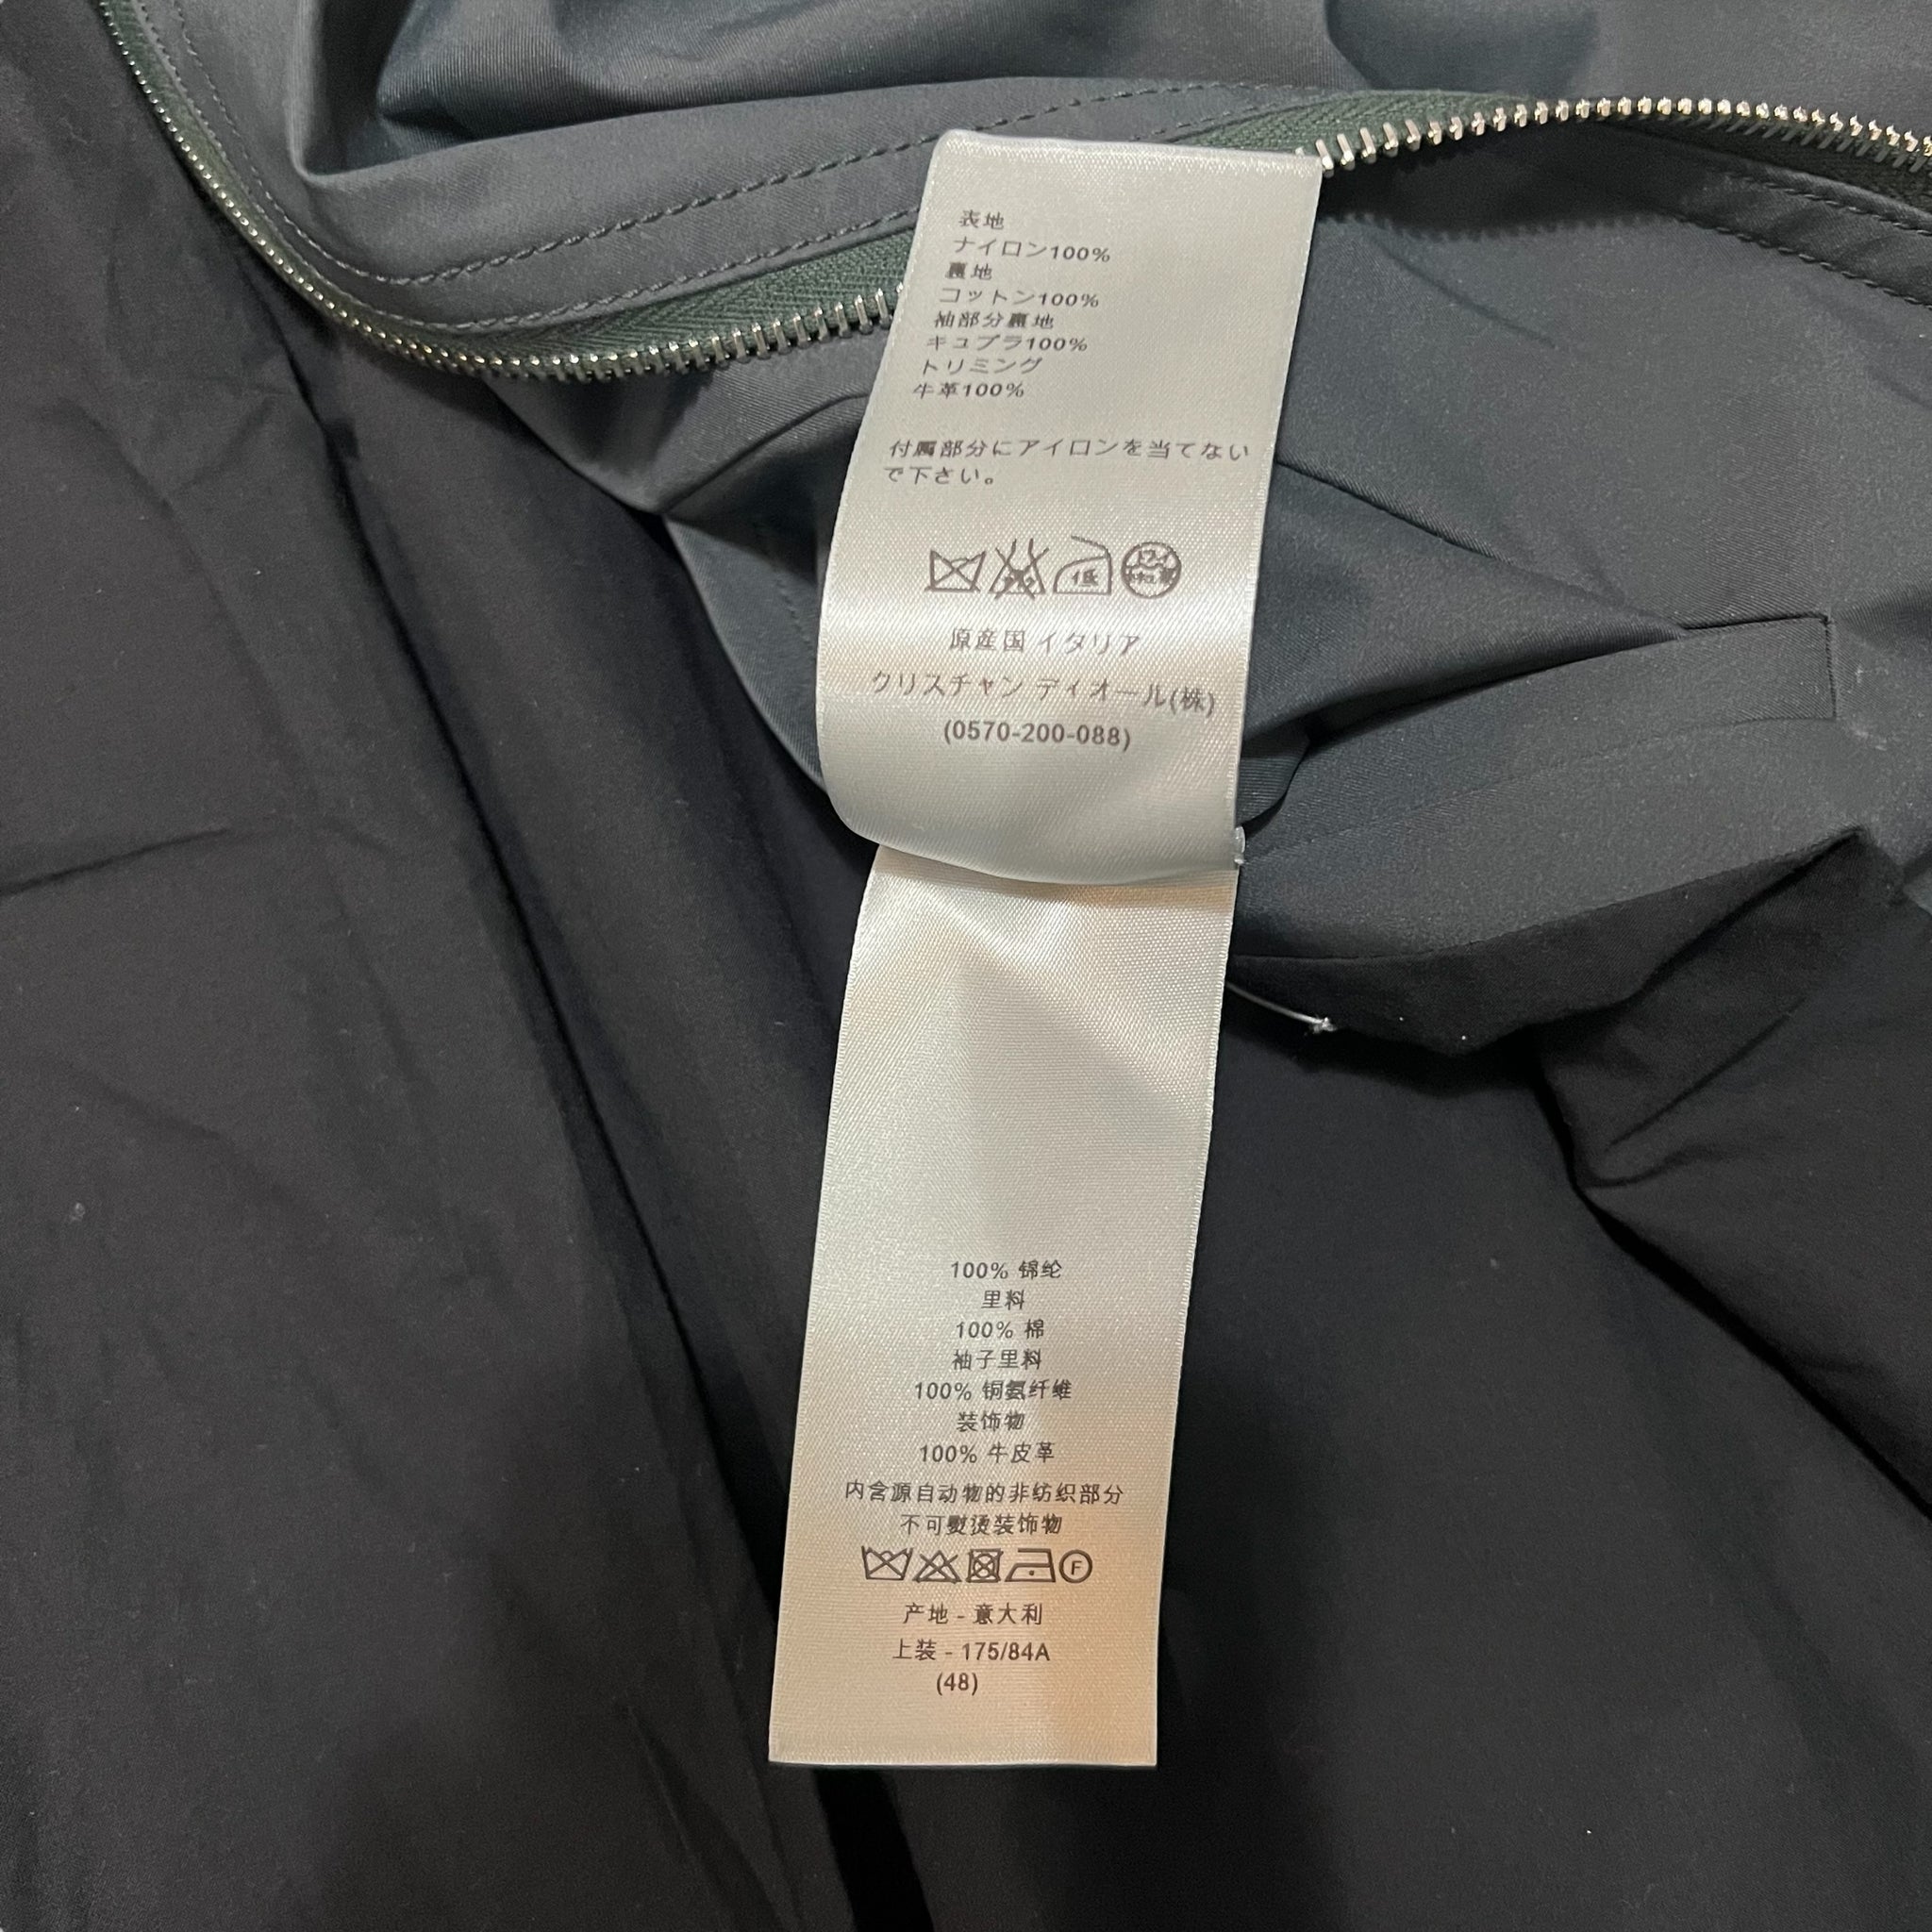 表地
ナイロン100%
裏地
コットン100%
袖部分裏地
キュプラ100%
トリミング
牛革100%
付属部分にアイロンを当てない
で下さい。
低
ドライ
原産国 イタリア
クリスチャン ディオール(株)
(0570-200-088)
100% 锦纶
里料
100% 棉
袖子里料
100% 铜氨纤维
装饰物
100% 牛皮革
内含源自动物的非纺织部分
不可熨烫装饰物
F
产地 - 意大利
上装 - 175/84A
(48)